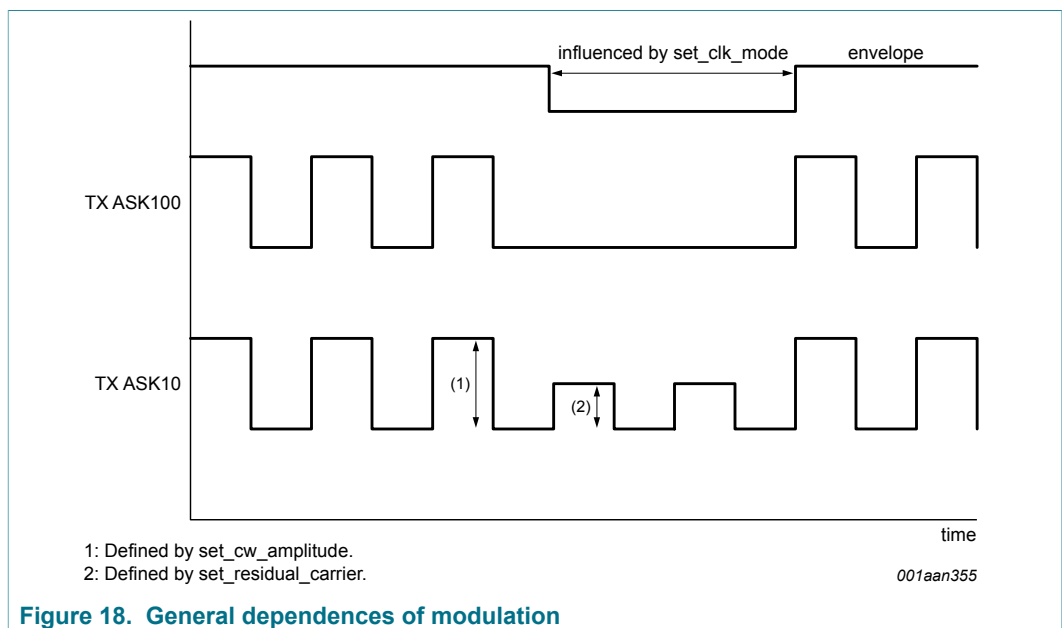 influenced by set_clk_mode envelope
TX ASK100
TX ASK10
(1)
(2)
time
1: Defined by set_cw_amplitude.
2: Defined by set_residual_carrier.
001aan355
Figure 18. General dependences of modulation